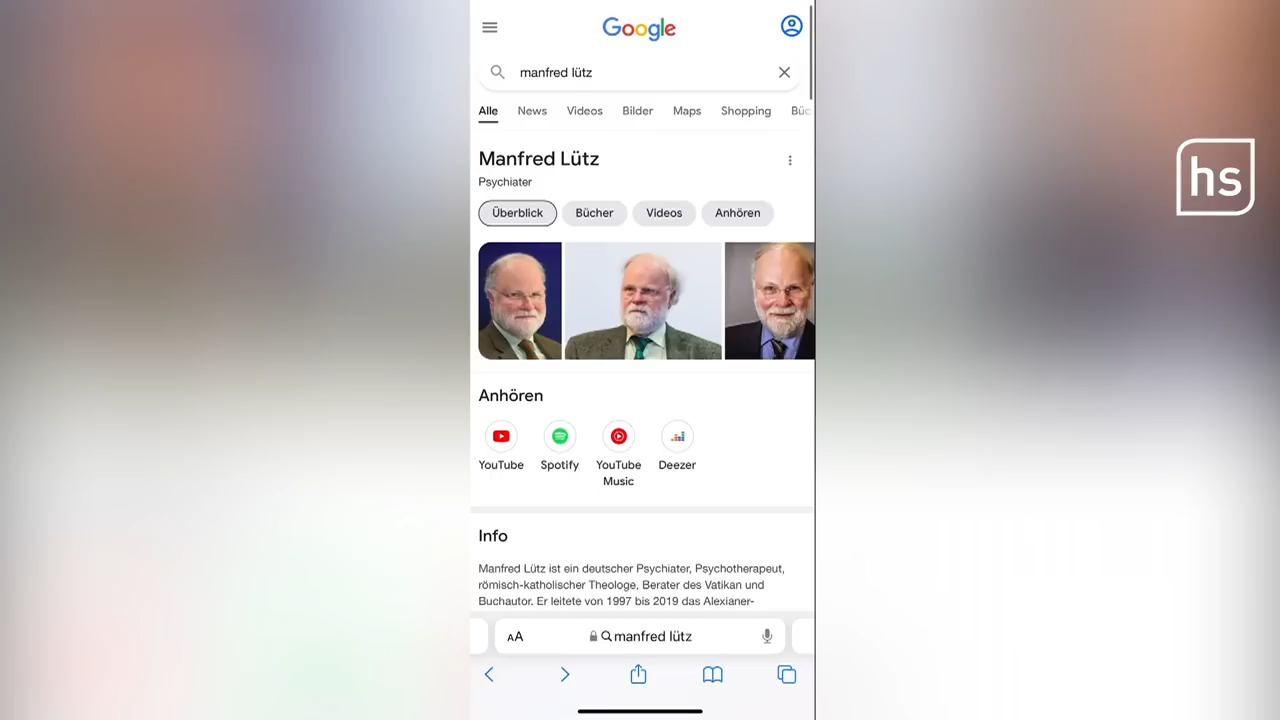 Google
manfred lütz
Alle News Videos Bilder Maps Shopping Büc
hs
Manfred Lütz
Psychiater
Überblick Bücher Videos Anhören
Anhören
YouTube Spotify YouTube Music Deezer
Info
Manfred Lütz ist ein deutscher Psychiater, Psychotherapeut,
römisch-katholischer Theologe, Berater des Vatikan und
Buchautor. Er leitete von 1997 bis 2019 das Alexianer-
AA manfred lütz